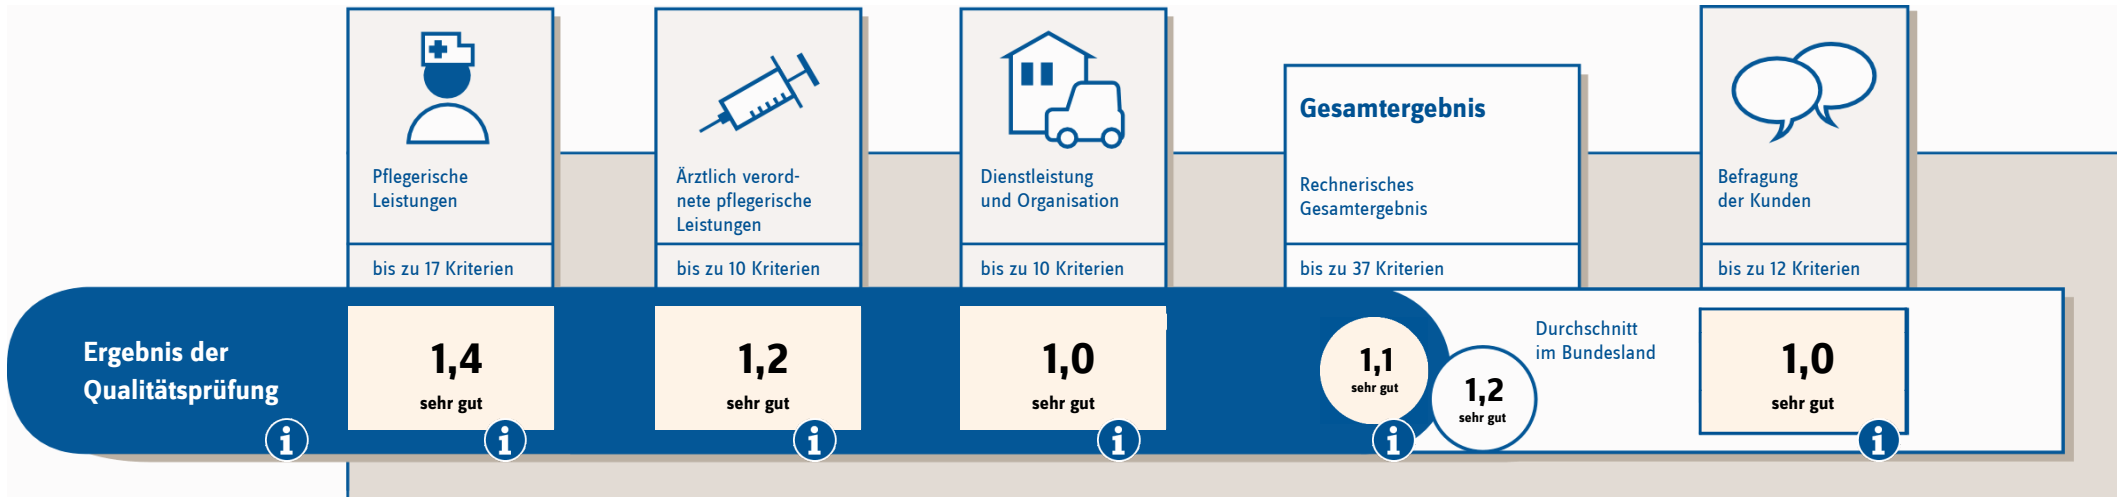 Pflegerische
Leistungen
bis zu 17 Kriterien
Ärztlich verord-
nete pflegerische
Leistungen
bis zu 10 Kriterien
Dienstleistung
und Organisation
bis zu 10 Kriterien
Gesamtergebnis
Rechnerisches
Gesamtergebnis
bis zu 37 Kriterien
Befragung
der Kunden
bis zu 12 Kriterien
Ergebnis der
Qualitätsprüfung
i
1,4
sehr gut
i
1,2
sehr gut
i
1,0
sehr gut
i
1,1
sehr gut
i
1,2
sehr gut
Durchschnitt
im Bundesland
1,0
sehr gut
i